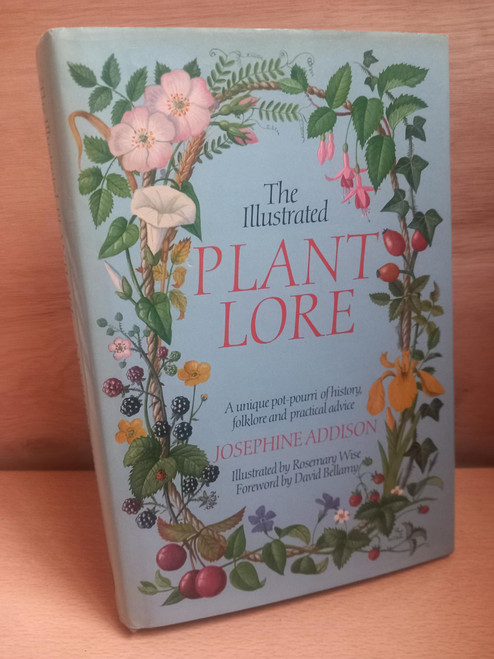 The
Illustrated
PLANT
LORE
A unique pot-pourri of history,
folklore and practical advice
JOSEPHINE ADDISON
Illustrated by Rosemary Wise
Foreword by David Bellamy